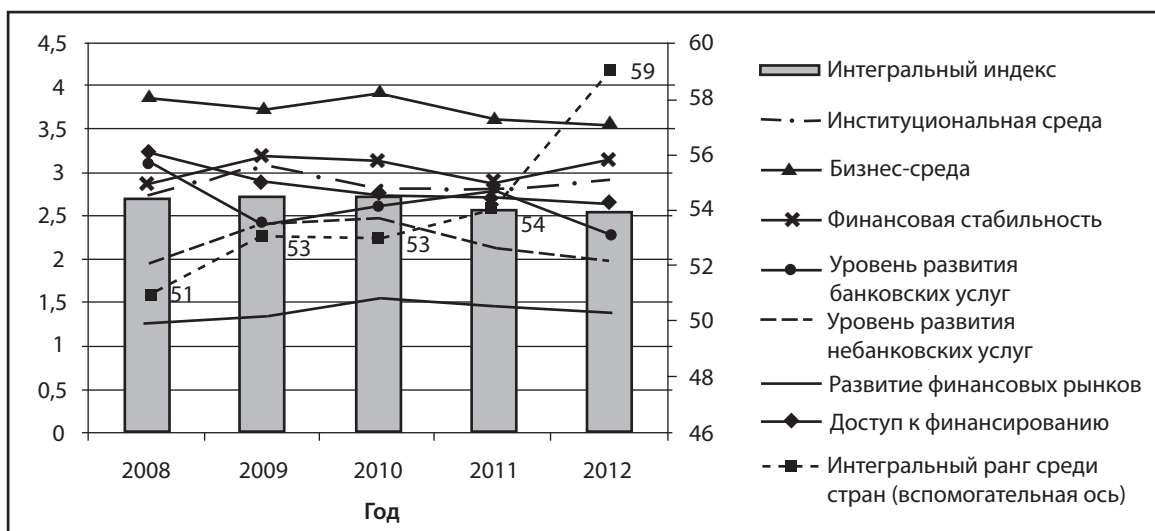 4,5
4
3,5
3
2,5
2
1,5
1
0,5
0
60
58
56
54
52
50
48
46
51
53
53
54
59
2008 2009 2010 2011 2012
Год
Интегральный индекс
Институциональная среда
Бизнес-среда
Финансовая стабильность
Уровень развития
банковских услуг
Уровень развития
небанковских услуг
Развитие финансовых рынков
Доступ к финансированию
Интегральный ранг среди
стран (вспомогательная ось)